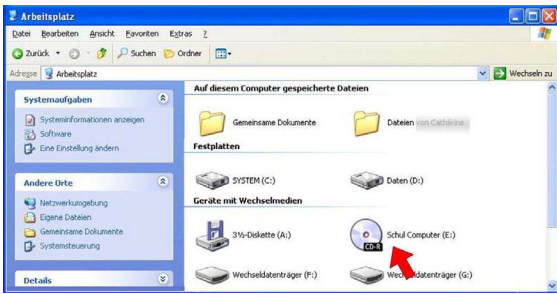 Arbeitsplatz
Datei Bearbeiten Ansicht Favoriten Extras ?
Zurück Suchen Ordner
Adresse Arbeitsplatz Wechseln zu
Systemaufgaben
Systeminformationen anzeigen
Software
Eine Einstellung ändern
Andere Orte
Netzwerkumgebung
Eigene Dateien
Gemeinsame Dokumente
Systemsteuerung
Details
Auf diesem Computer gespeicherte Dateien
Gemeinsame Dokumente Dateien von Cathérine
Festplatten
SYSTEM (C:) Daten (D:)
Geräte mit Wechselmedien
3½-Diskette (A:) CD-R Schul Computer (E:)
Wechseldatenträger (F:) Wechseldatenträger (G:)